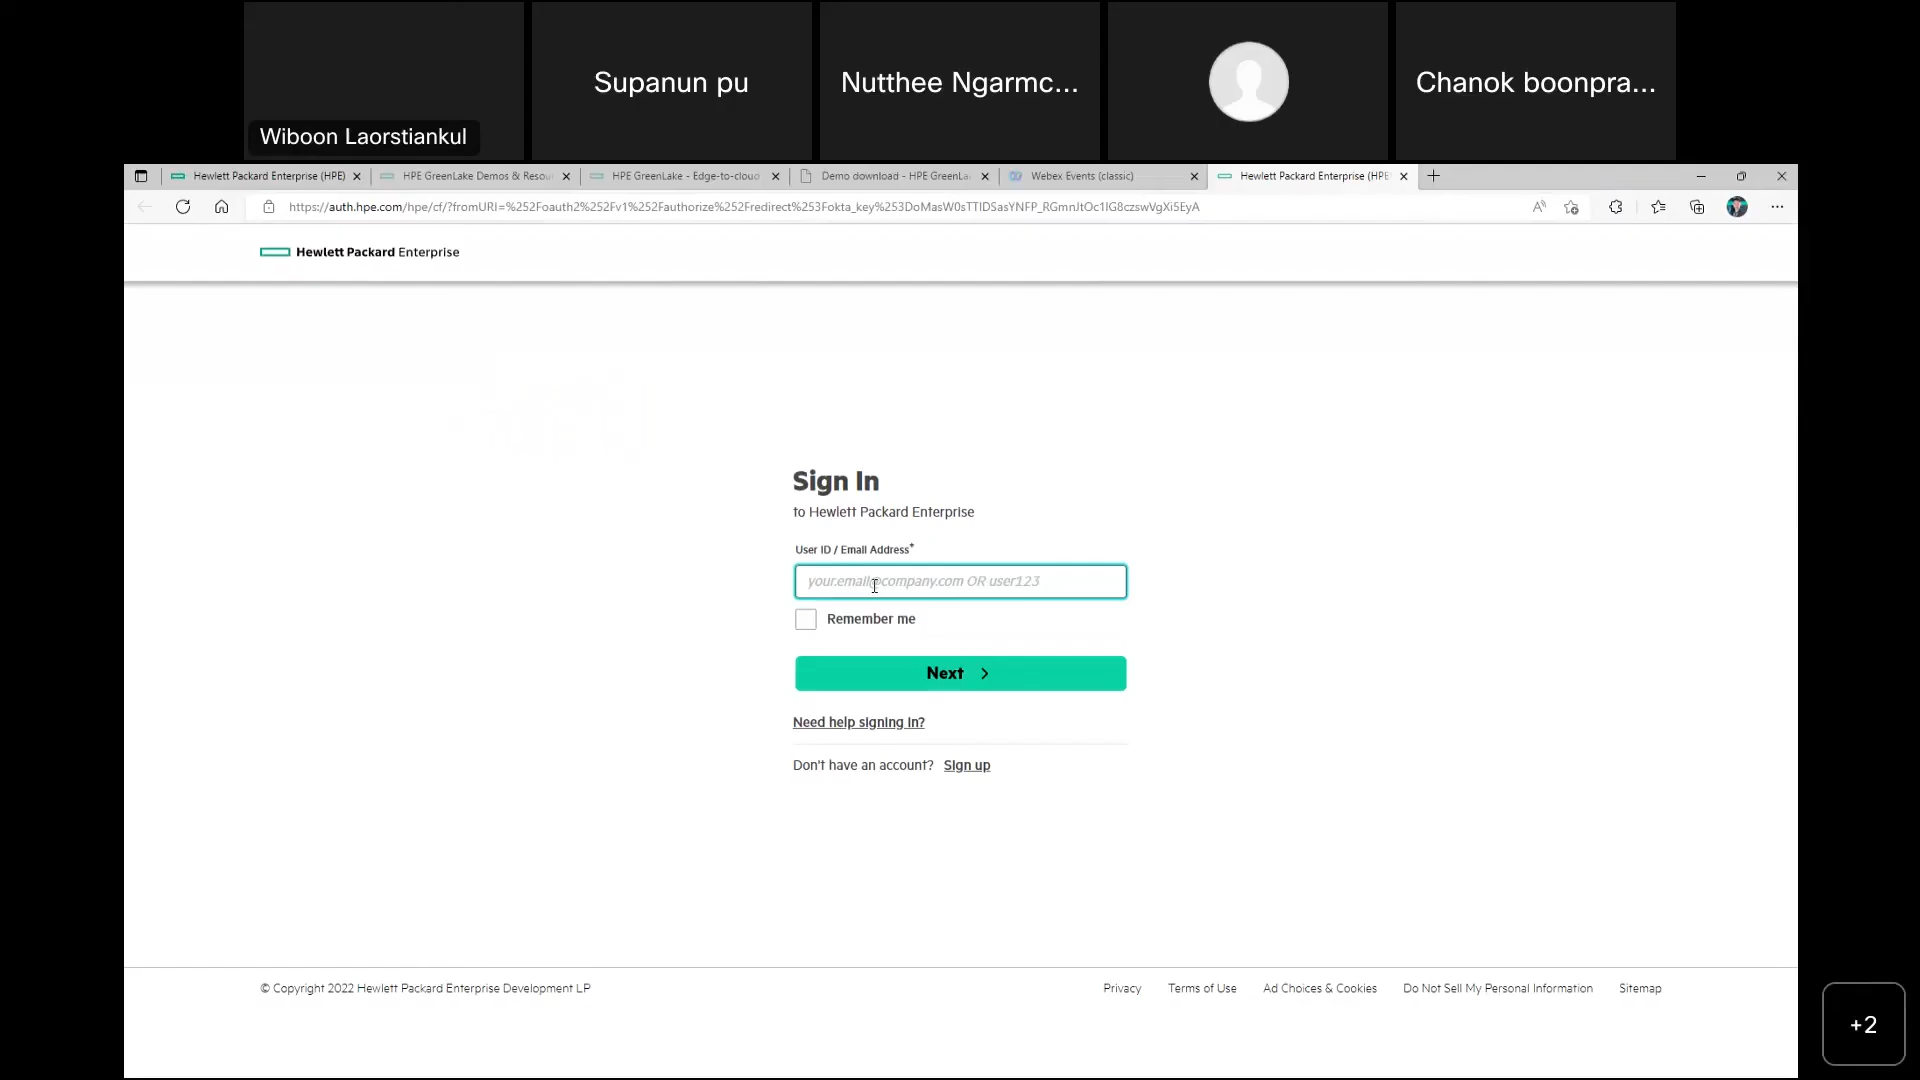 Wiboon Laorstiankul
Supanun pu
Nutthee Ngarmc...
Chanok boonpra...
Hewlett Packard Enterprise (HPE)
HPE GreenLake Demos & Resou
HPE GreenLake - Edge-to-cloud
Demo download - HPE GreenLa
Webex Events (classic)
Hewlett Packard Enterprise (HPE
https://auth.hpe.com/hpe/cf/?fromURI=%252Foauth2%252Fv1%252Fauthorize%252Fredirect%253Fokta_key%253DoMasW0sTTIDSasYNFP_RGmnJtOc1IG8czswVgXi5EyA
Hewlett Packard Enterprise
Sign In
to Hewlett Packard Enterprise
User ID / Email Address*
your.email@company.com OR user123
Remember me
Next
Need help signing in?
Don't have an account? Sign up
© Copyright 2022 Hewlett Packard Enterprise Development LP
Privacy Terms of Use Ad Choices & Cookies Do Not Sell My Personal Information Sitemap
+2